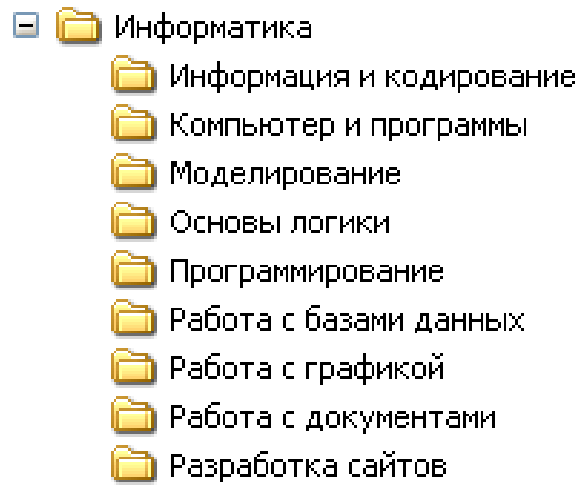 Информатика
Информация и кодирование
Компьютер и программы
Моделирование
Основы логики
Программирование
Работа с базами данных
Работа с графикой
Работа с документами
Разработка сайтов